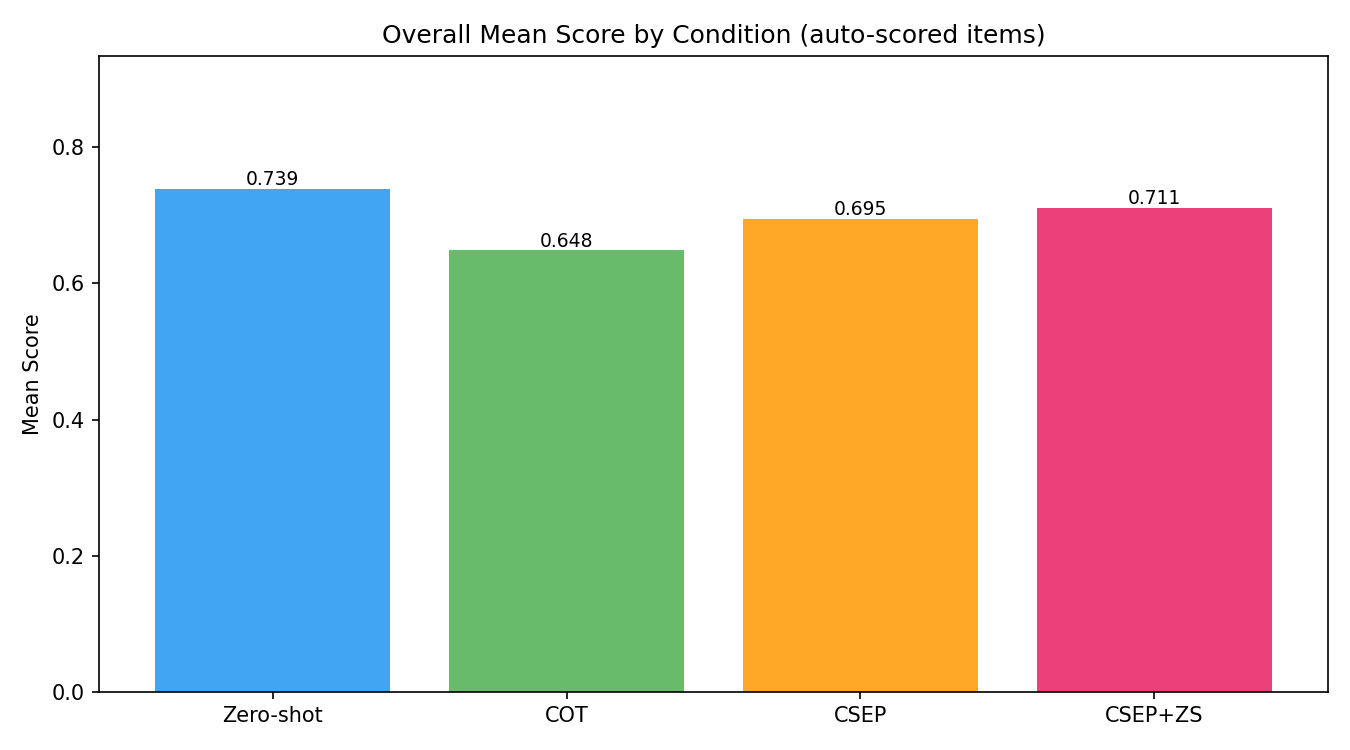 Overall Mean Score by Condition (auto-scored items)
Mean Score
0.8
0.6
0.4
0.2
0.0
0.739
0.648
0.695
0.711
Zero-shot
COT
CSEP
CSEP+ZS